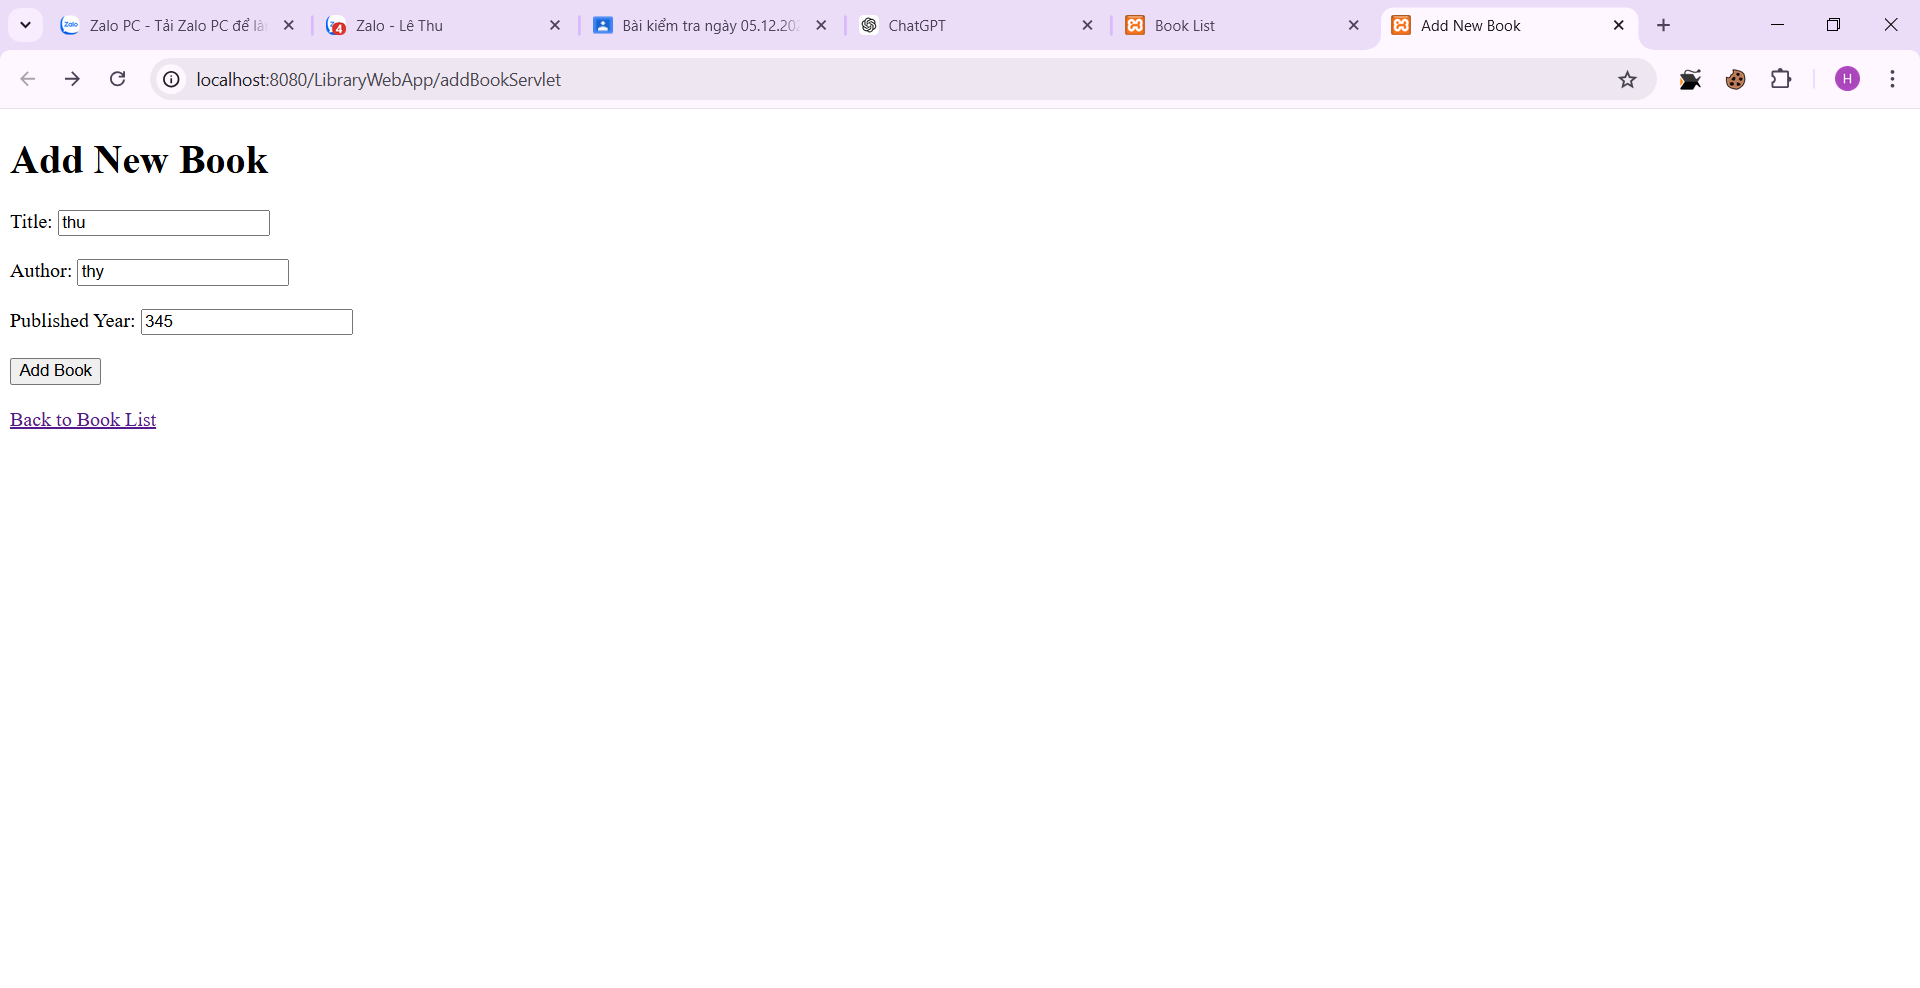 Zalo PC - Tải Zalo PC để là
Zalo - Lê Thu
4
Bài kiểm tra ngày 05.12.202
ChatGPT
Book List
Add New Book
localhost:8080/LibraryWebApp/addBookServlet
H
Add New Book
Title: thu
Author: thy
Published Year: 345
Add Book
Back to Book List